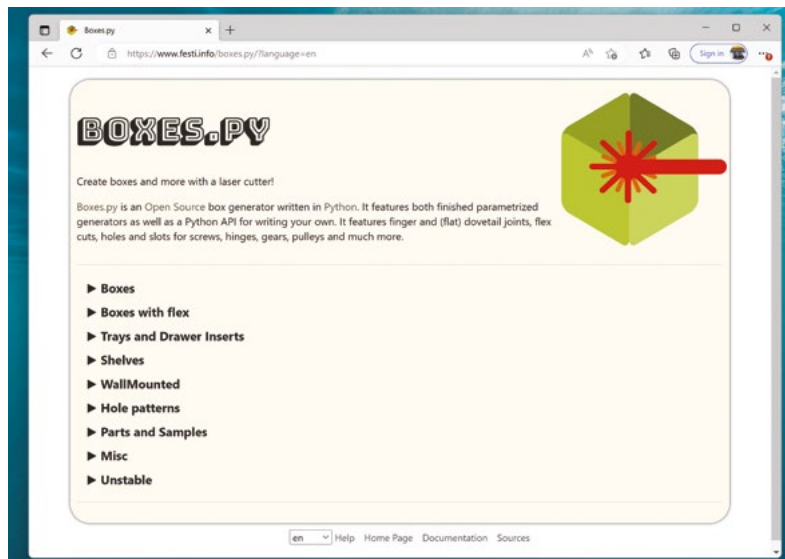 Boxes.py
https://www.festi.info/boxes.py/?language=en
Sign in
BOXES.PY
Create boxes and more with a laser cutter!
Boxes.py is an Open Source box generator written in Python. It features both finished parametrized
generators as well as a Python API for writing your own. It features finger and (flat) dovetail joints, flex
cuts, holes and slots for screws, hinges, gears, pulleys and much more.
▶ Boxes
▶ Boxes with flex
▶ Trays and Drawer Inserts
▶ Shelves
▶ WallMounted
▶ Hole patterns
▶ Parts and Samples
▶ Misc
▶ Unstable
en Help Home Page Documentation Sources